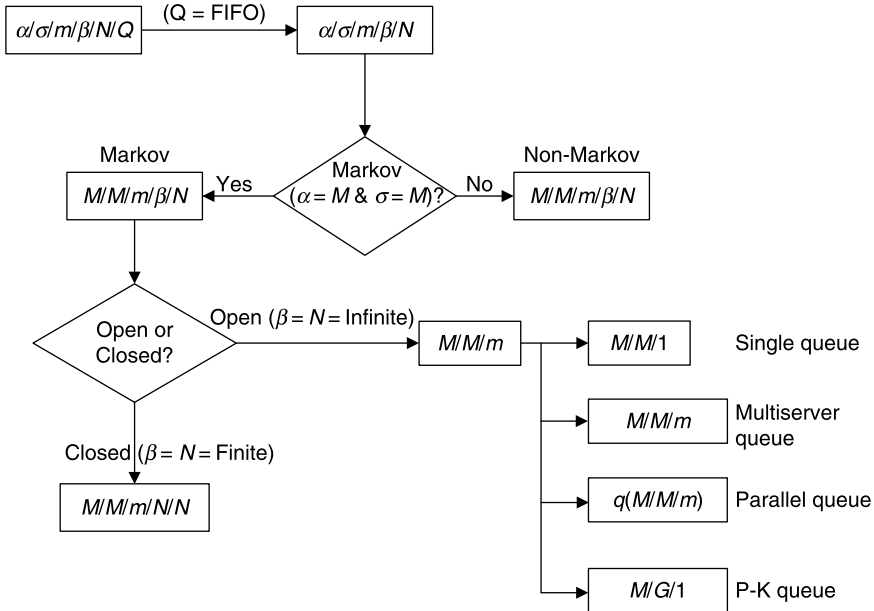 α/σ/m/β/N/Q
(Q = FIFO)
α/σ/m/β/N
Markov
(α = M & σ = M)?
Yes
No
Markov
M/M/m/β/N
Non-Markov
M/M/m/β/N
Open or
Closed?
Open (β = N = Infinite)
M/M/m
M/M/1
Single queue
M/M/m
Multiserver
queue
q(M/M/m)
Parallel queue
M/G/1
P-K queue
Closed (β = N = Finite)
M/M/m/N/N